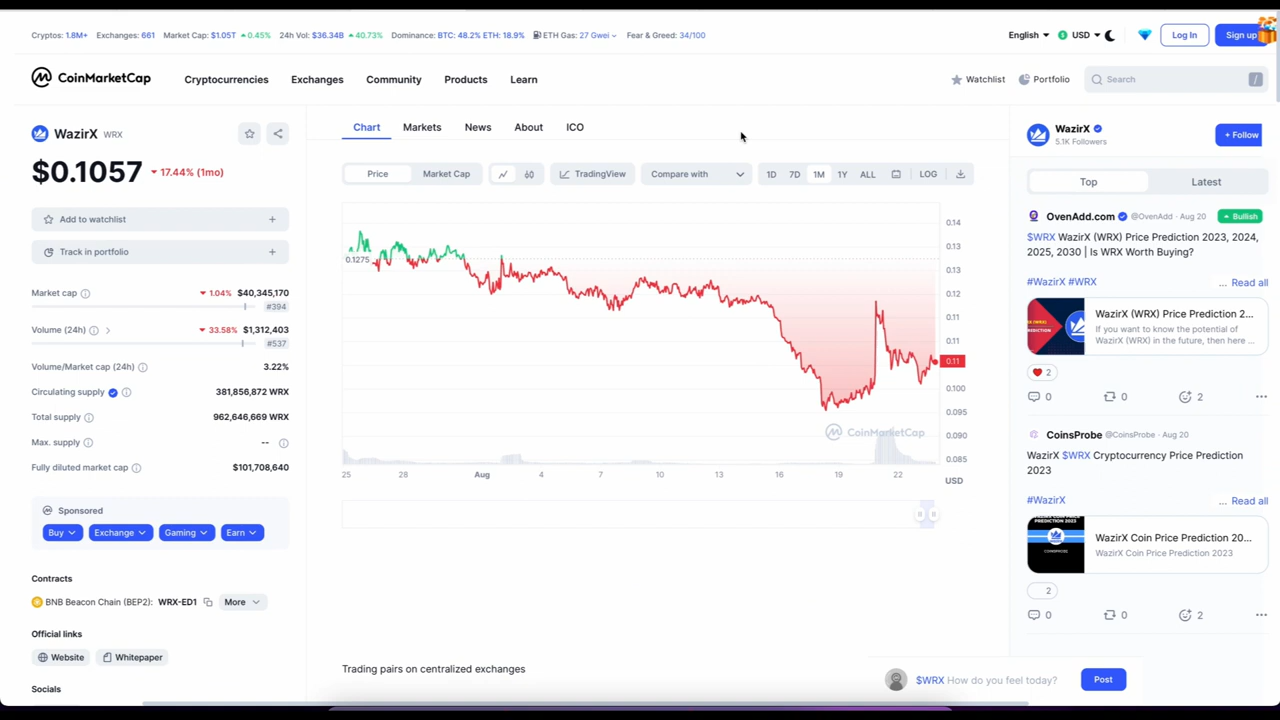 Cryptos: 1.8M+ Exchanges: 661 Market Cap: $1.05T 0.45% 24h Vol: $36.34B 40.73% Dominance: BTC: 48.2% ETH: 18.9% ETH Gas: 27 Gwei Fear & Greed: 34/100
English USD Log In Sign up
CoinMarketCap Cryptocurrencies Exchanges Community Products Learn
Watchlist Portfolio Search /
WazirX WRX
$0.1057 17.44% (1mo)
Add to watchlist +
Track in portfolio +
Market cap 1.04% $40,345,170
#394
Volume (24h) 33.58% $1,312,403
#537
Volume/Market cap (24h) 3.22%
Circulating supply 381,856,872 WRX
Total supply 962,646,669 WRX
Max. supply --
Fully diluted market cap $101,708,640
Sponsored
Buy Exchange Gaming Earn
Contracts
BNB Beacon Chain (BEP2): WRX-ED1 More
Official links
Website Whitepaper
Socials
Chart Markets News About ICO
Price Market Cap TradingView Compare with 1D 7D 1M 1Y ALL LOG
0.14
0.13
0.1275
0.13
0.12
0.11
0.11
0.11
0.100
0.095
0.090
0.085
CoinMarketCap
25 28 Aug 4 7 10 13 16 19 22 USD
Trading pairs on centralized exchanges
WazirX
5.1K Followers
+ Follow
Top Latest
OvenAdd.com @OvenAdd · Aug 20 Bullish
$WRX WazirX (WRX) Price Prediction 2023, 2024,
2025, 2030 | Is WRX Worth Buying?
#WazirX #WRX ... Read all
WazirX (WRX) Price Prediction 2...
If you want to know the potential of
WazirX (WRX) in the future, then here ...
2
0 0 2 ...
CoinsProbe @CoinsProbe · Aug 20
WazirX $WRX Cryptocurrency Price Prediction
2023
#WazirX ... Read all
WazirX Coin Price Prediction 20...
WazirX Coin Price Prediction 2023
2
0 0 2 ...
$WRX How do you feel today? Post